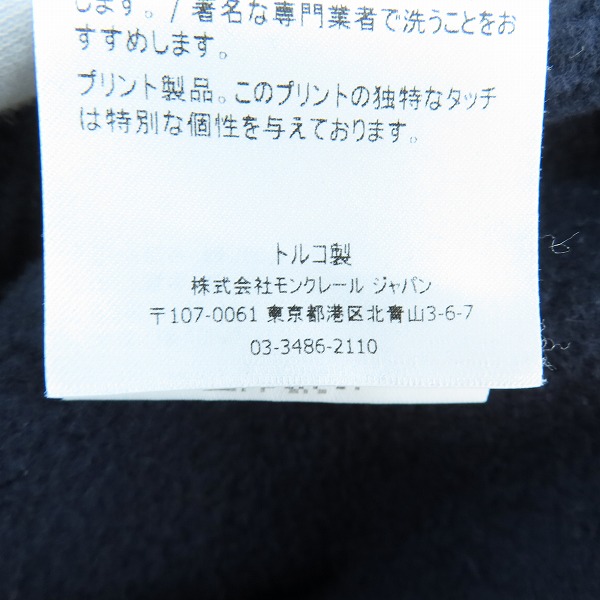 します。/ 著名な専門業者で洗うことをお
すすめします。
プリント製品。このプリントの独特なタッチ
は特別な個性を与えております。
トルコ製
株式会社モンクレール ジャパン
〒107-0061 東京都港区北青山3-6-7
03-3486-2110